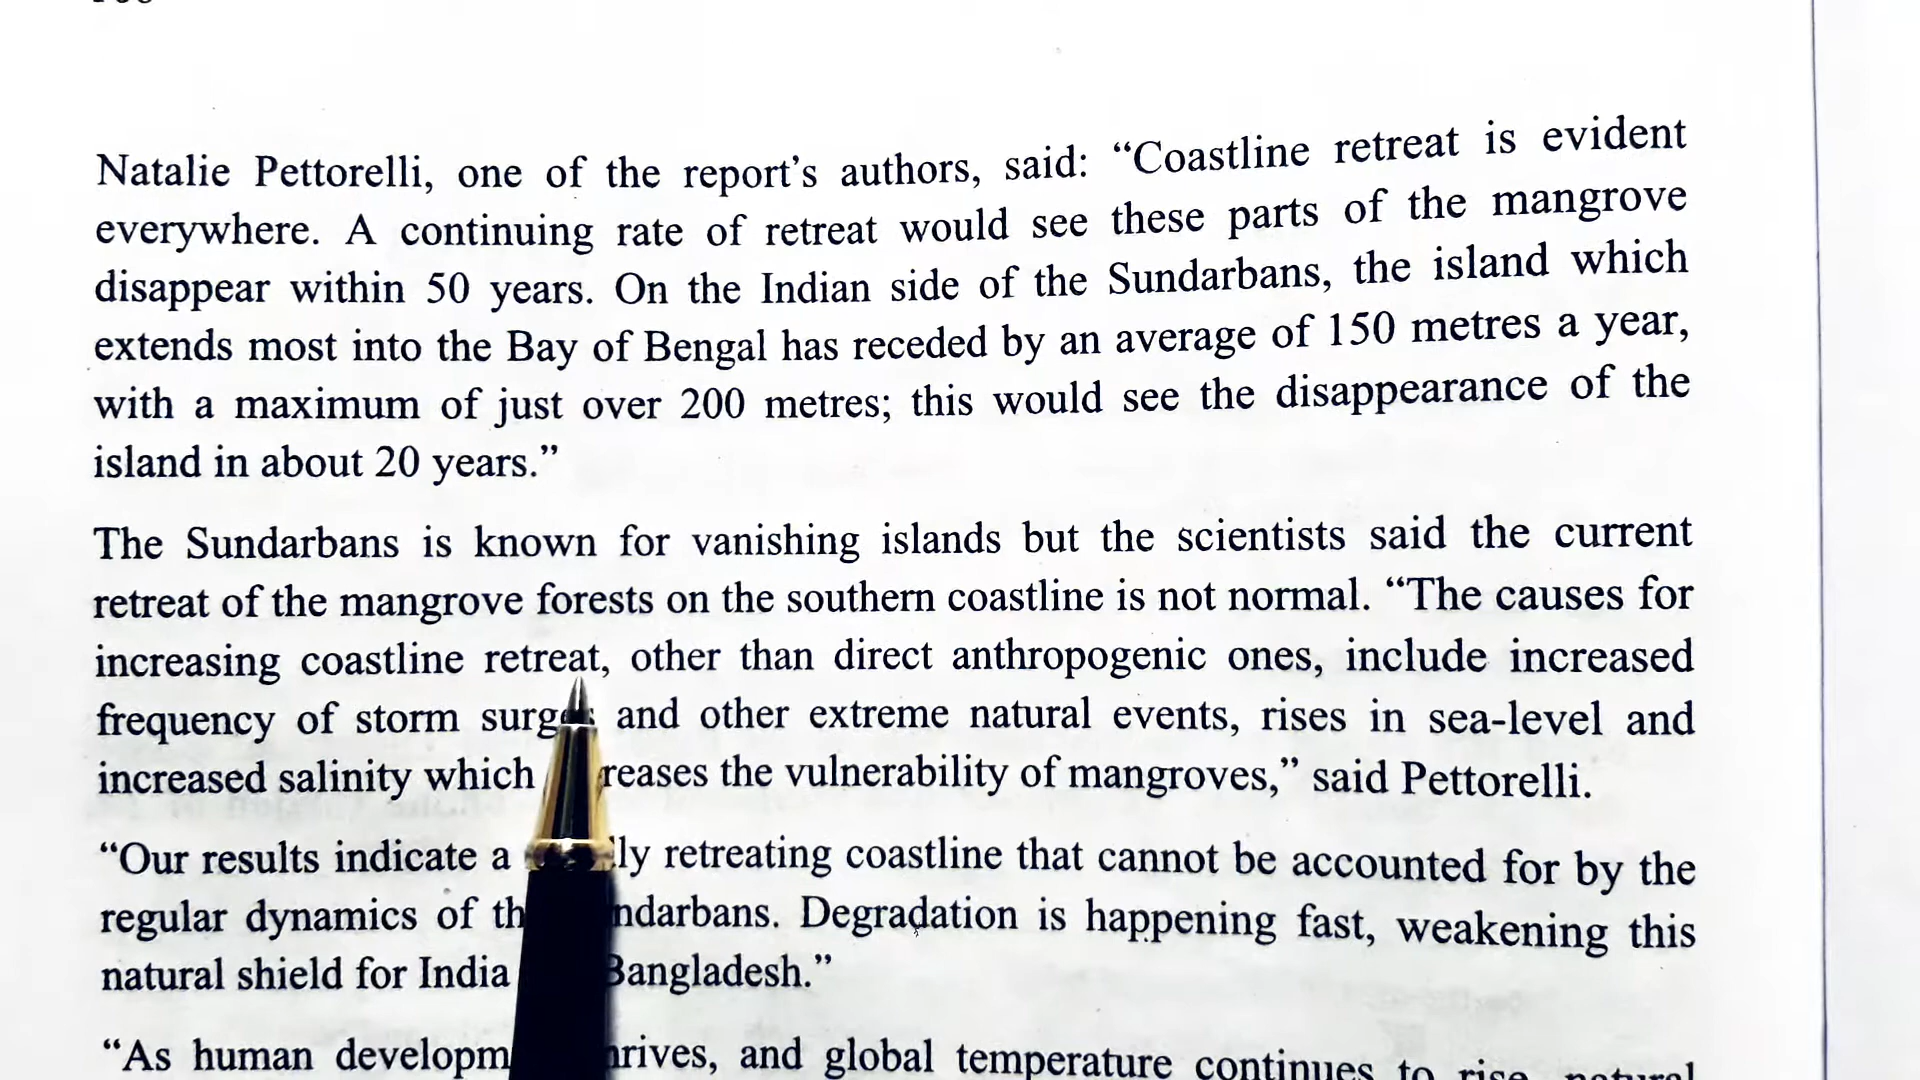 Natalie Pettorelli, one of the report's authors, said: “Coastline retreat is evident
everywhere. A continuing rate of retreat would see these parts of the mangrove
disappear within 50 years. On the Indian side of the Sundarbans, the island which
extends most into the Bay of Bengal has receded by an average of 150 metres a year,
with a maximum of just over 200 metres; this would see the disappearance of the
island in about 20 years.”
The Sundarbans is known for vanishing islands but the scientists said the current
retreat of the mangrove forests on the southern coastline is not normal. “The causes for
increasing coastline retreat, other than direct anthropogenic ones, include increased
frequency of storm and other extreme natural events, rises in sea-level and
increased salinity which the vulnerability of mangroves,” said Pettorelli.
“Our results indicate a retreating coastline that cannot be accounted for by the
regular dynamics of Degradation is happening fast, weakening this
natural shield for India Bangladesh.”
“As human and global temperature continues to rise, natural